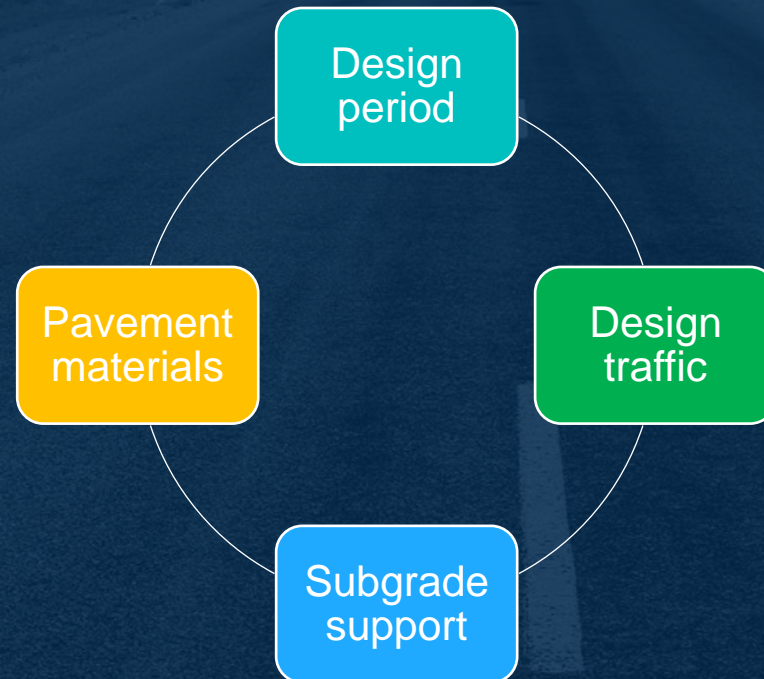 Design
period
Pavement
materials
Design
traffic
Subgrade
support